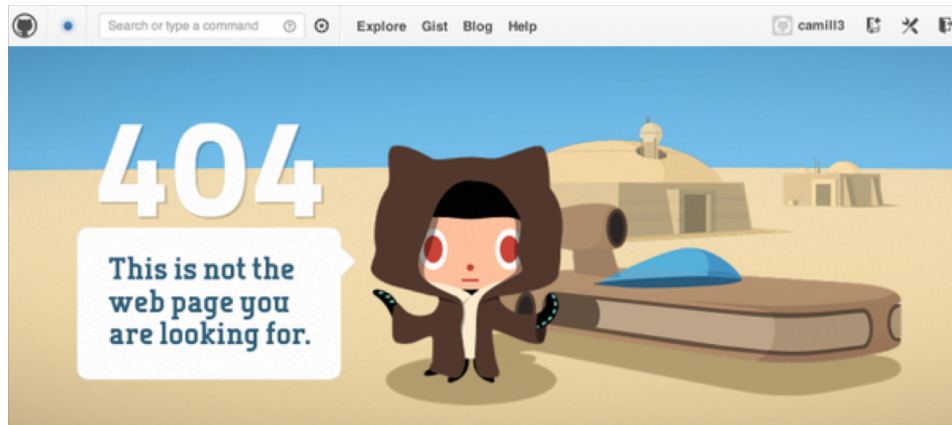 Search or type a command
Explore Gist Blog Help
camill3
404
This is not the
web page you
are looking for.